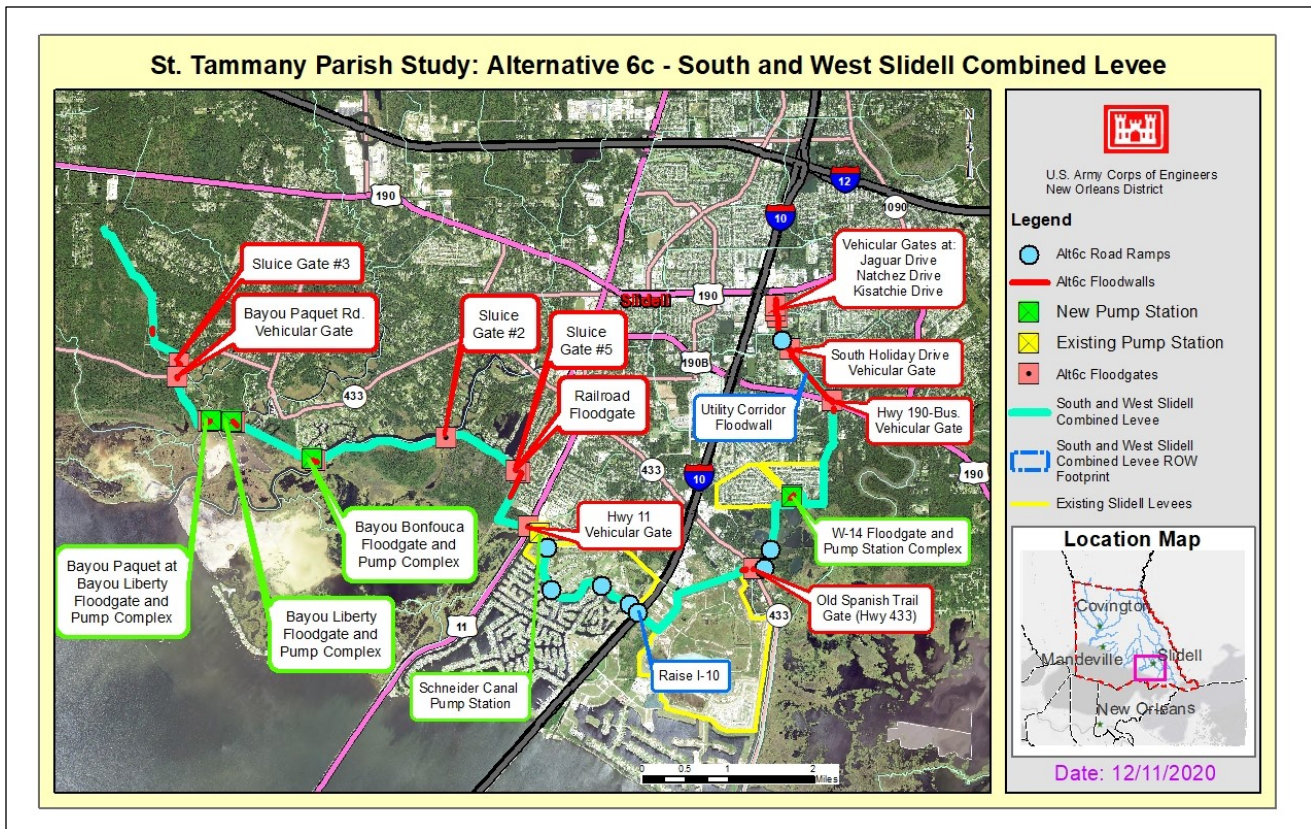 St. Tammany Parish Study: Alternative 6c - South and West Slidell Combined Levee
N
190
12
1090
10
Sluice Gate #3
Bayou Paquet Rd.
Vehicular Gate
Sluice
Gate #2
Sluice
Gate #5
Railroad
Floodgate
Slidell
190
Vehicular Gates at:
Jaguar Drive
Natchez Drive
Kisatchie Drive
190B
South Holiday Drive
Vehicular Gate
433
Utility Corridor
Floodwall
Hwy 190-Bus.
Vehicular Gate
433
10
190
Hwy 11
Vehicular Gate
Bayou Bonfouca
Floodgate and
Pump Complex
W-14 Floodgate and
Pump Station Complex
Bayou Paquet at
Bayou Liberty
Floodgate and
Pump Complex
Bayou Liberty
Floodgate and
Pump Complex
11
Old Spanish Trail
Gate (Hwy 433)
433
Schneider Canal
Pump Station
Raise I-10
0 0.5 1 2
Miles
U.S. Army Corps of Engineers
New Orleans District
Legend
Alt6c Road Ramps
Alt6c Floodwalls
New Pump Station
Existing Pump Station
Alt6c Floodgates
South and West Slidell
Combined Levee
South and West Slidell
Combined Levee ROW
Footprint
Existing Slidell Levees
Location Map
Covington
Mandeville
Slidell
New Orleans
Date: 12/11/2020